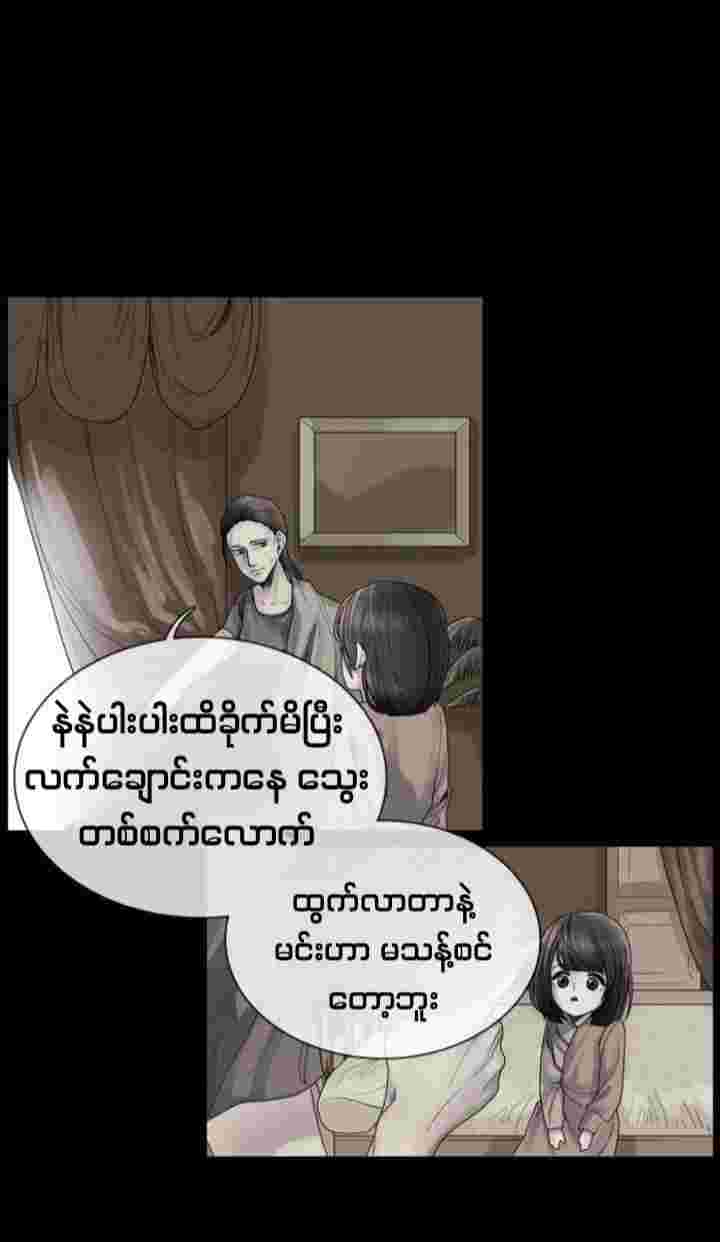 နဲနဲပါးပါးထိခိုက်မိပြီး
လက်ချောင်းကနေ သွေး
တစ်စက်လောက်
ထွက်လာတာနဲ့
မင်းဟာ မသန့်စင်
တော့ဘူး